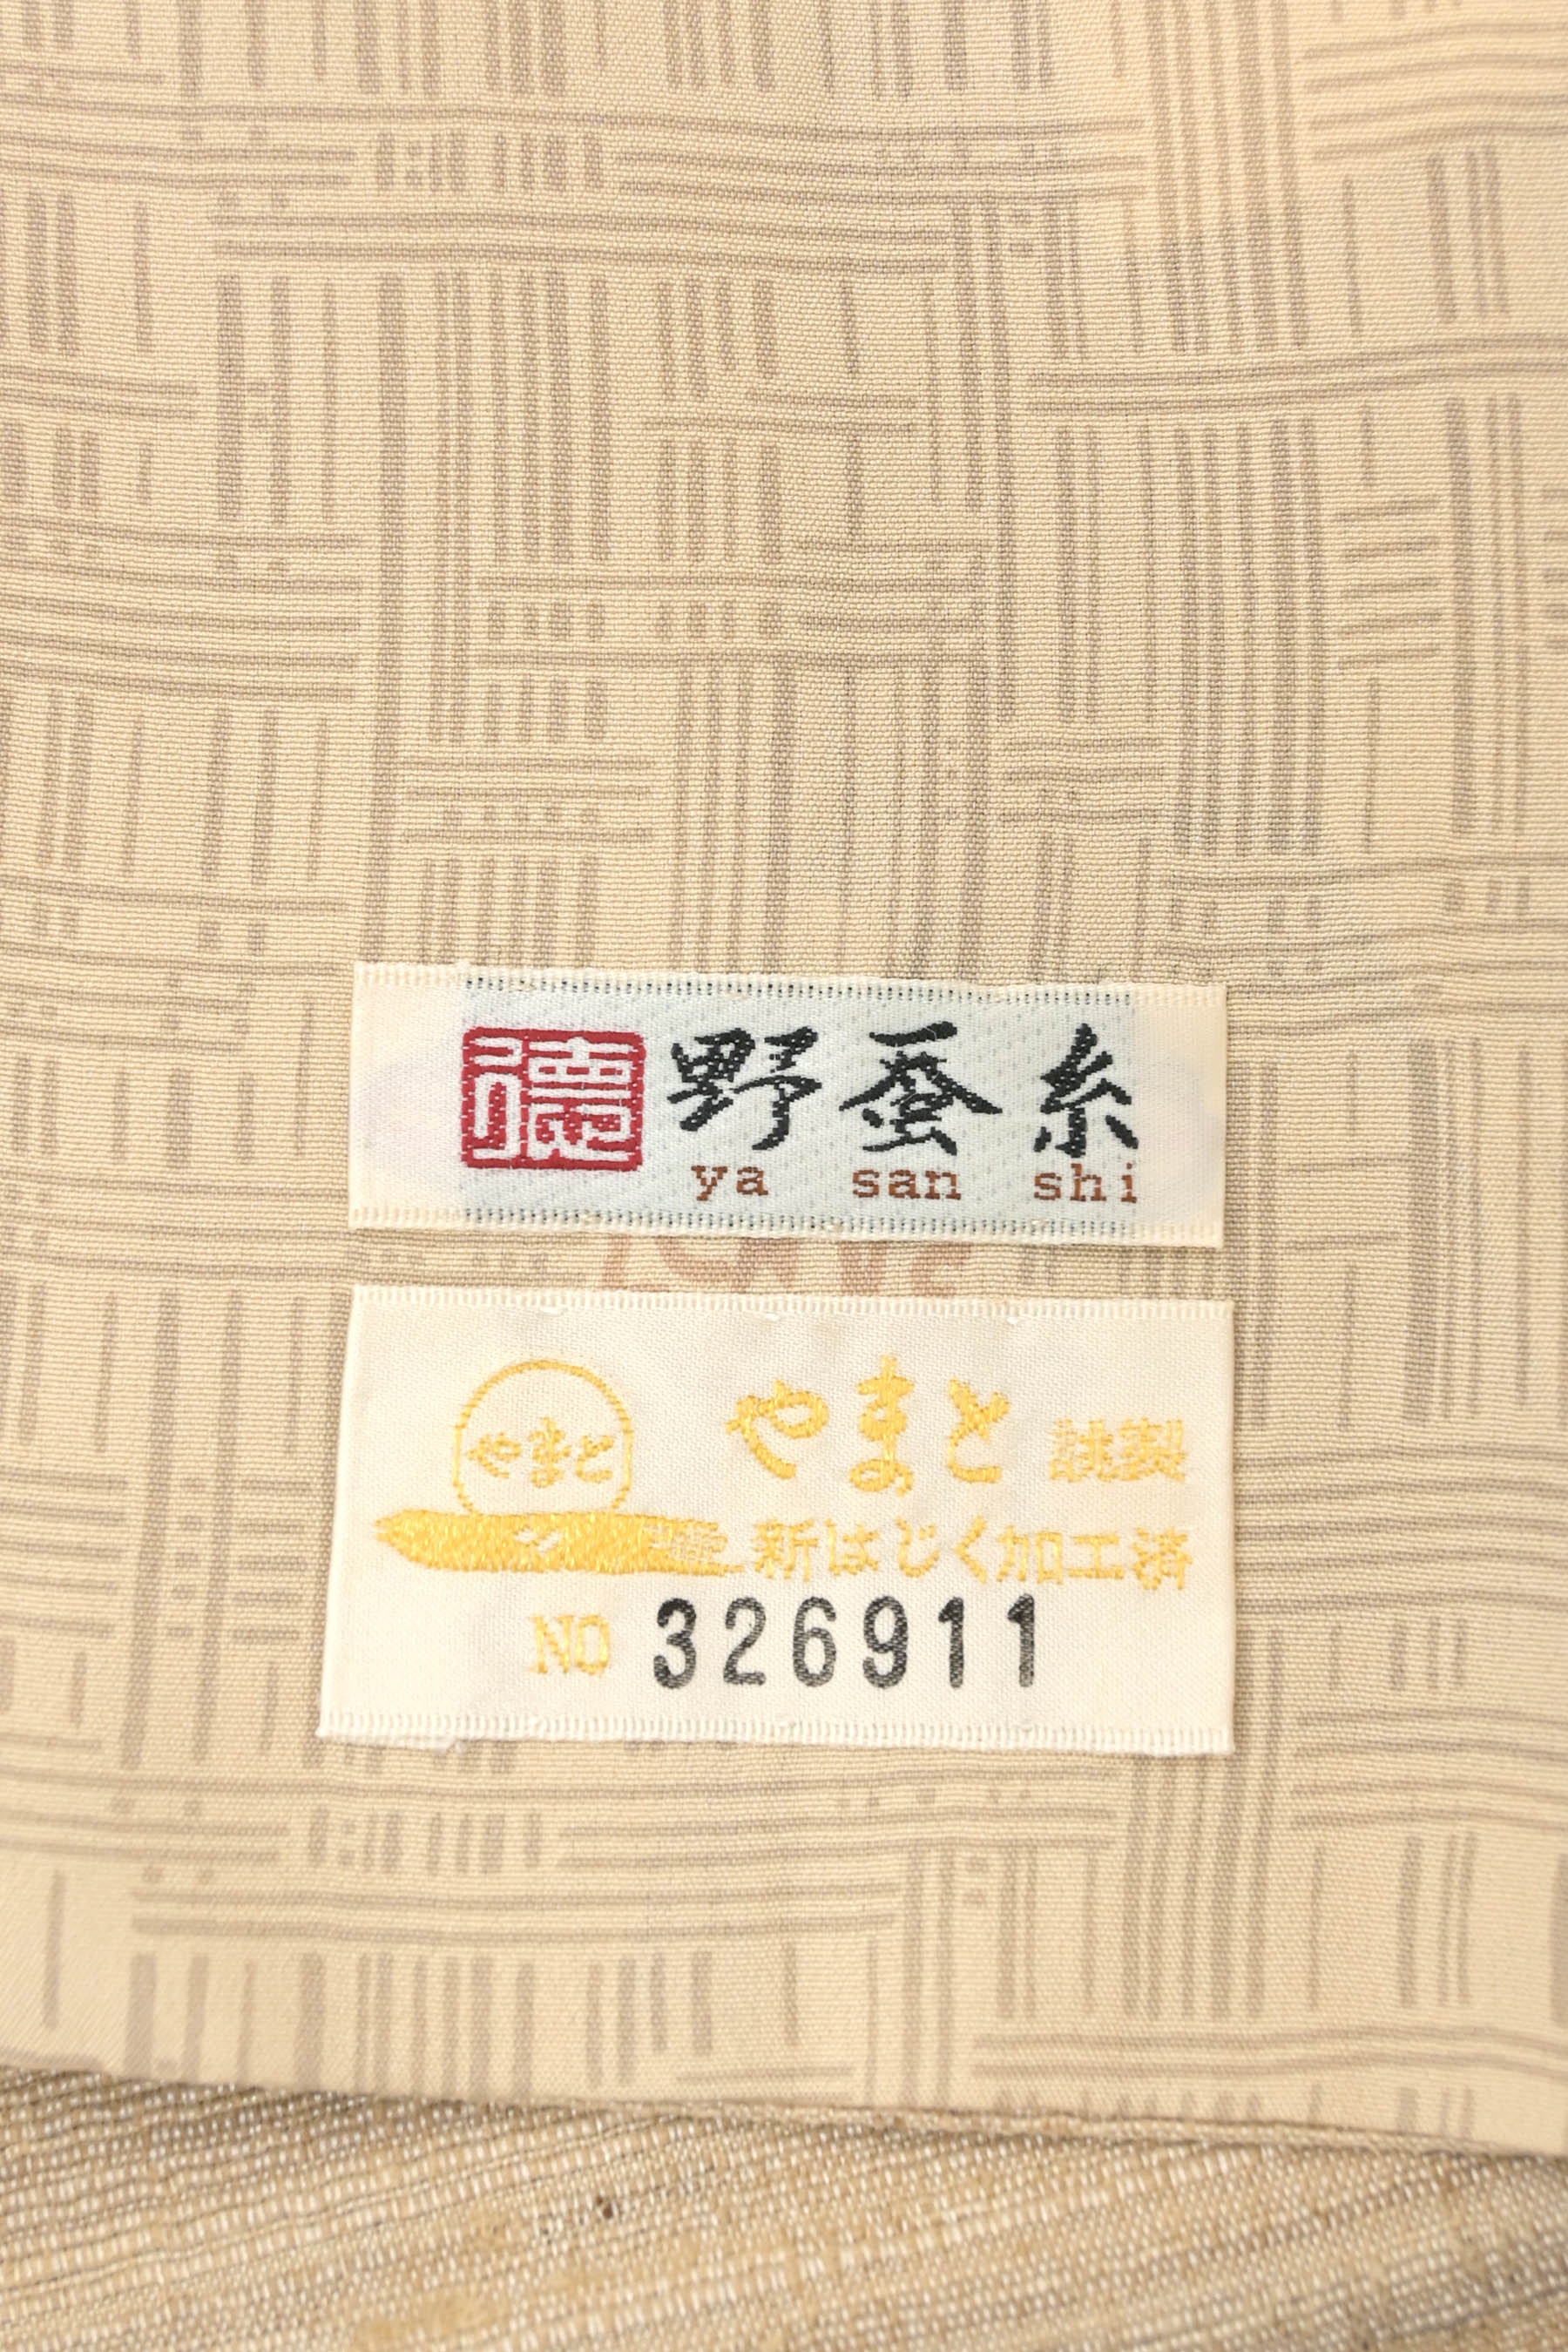 德 野蚕糸
ya san shi
やまと
やまと 謹製
新はじく加工済
NO 326911